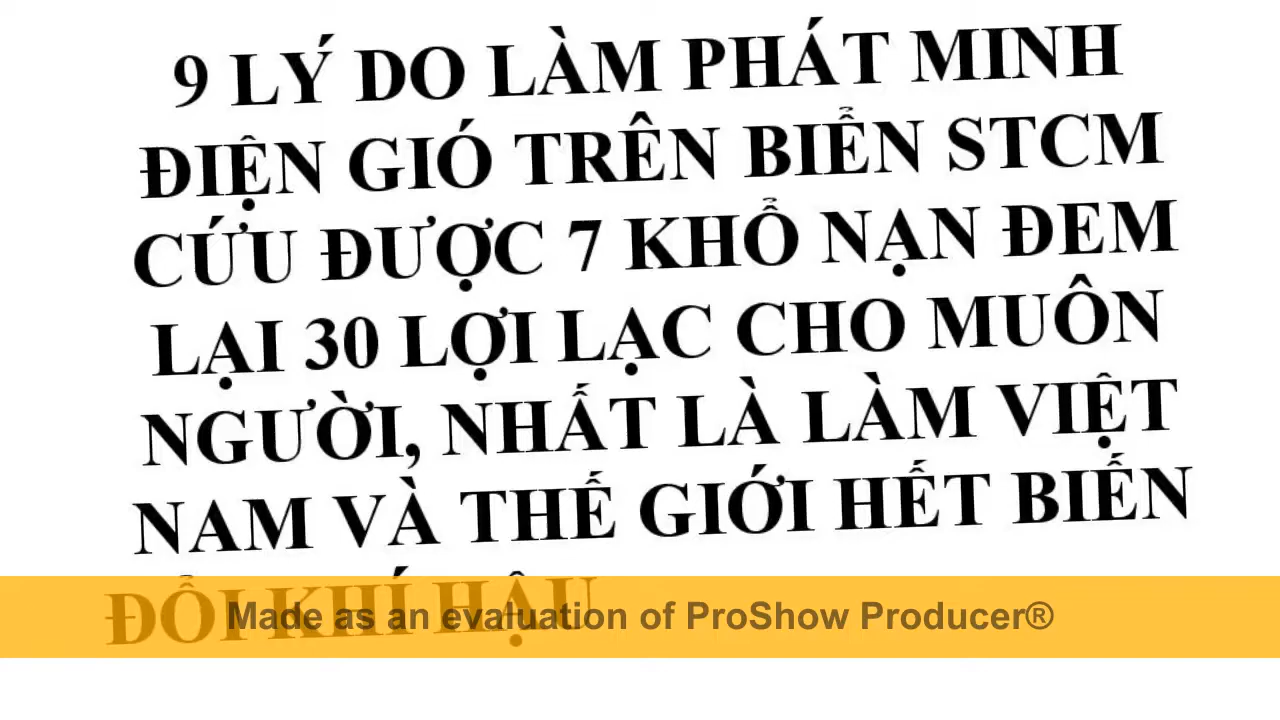 9 LÝ DO LÀM PHÁT MINH
ĐIỆN GIÓ TRÊN BIỂN STCM
CỨU ĐƯỢC 7 KHỔ NẠN ĐEM
LẠI 30 LỢI LẠC CHO MUÔN
NGƯỜI, NHẤT LÀ LÀM VIỆT
NAM VÀ THẾ GIỚI HẾT BIẾN
ĐỔI KHÍ HẬU
Made as an evaluation of ProShow Producer®